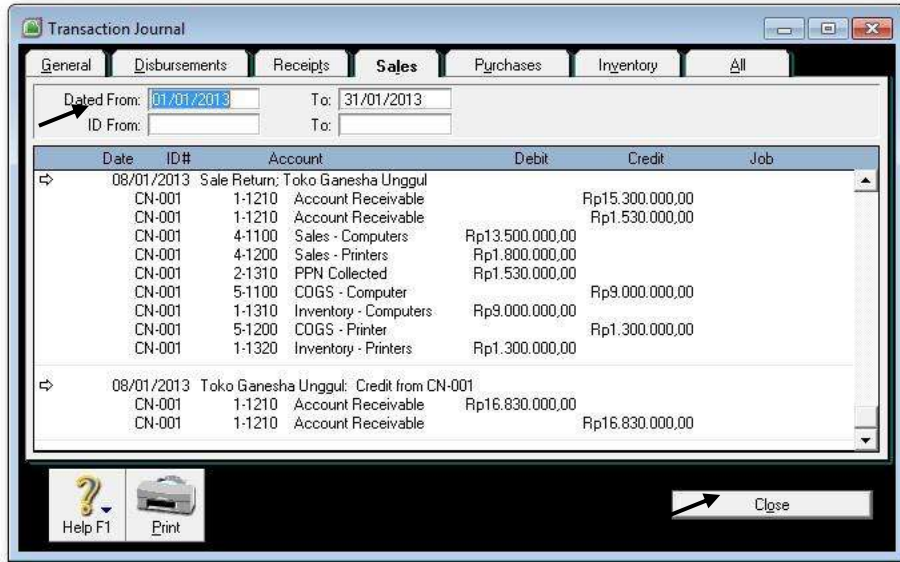 Transaction Journal
General Disbursements Receipts Sales Purchases Inventory All
Dated From: 01/01/2013 To: 31/01/2013
ID From: To:
Date ID# Account Debit Credit Job
08/01/2013 Sale Return; Toko Ganesha Unggul
CN-001 1-1210 Account Receivable Rp15.300.000,00
CN-001 1-1210 Account Receivable Rp1.530.000,00
CN-001 4-1100 Sales - Computers Rp13.500.000,00
CN-001 4-1200 Sales - Printers Rp1.800.000,00
CN-001 2-1310 PPN Collected Rp1.530.000,00
CN-001 5-1100 COGS - Computer Rp9.000.000,00
CN-001 1-1310 Inventory - Computers Rp9.000.000,00
CN-001 5-1200 COGS - Printer Rp1.300.000,00
CN-001 1-1320 Inventory - Printers Rp1.300.000,00
08/01/2013 Toko Ganesha Unggul: Credit from CN-001
CN-001 1-1210 Account Receivable Rp16.830.000,00
CN-001 1-1210 Account Receivable Rp16.830.000,00
Help F1 Print Close